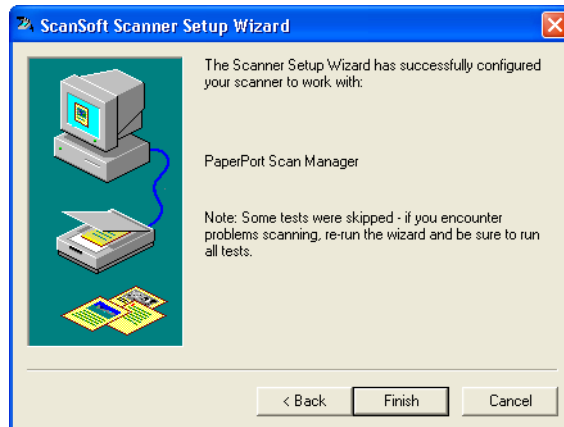 ScanSoft Scanner Setup Wizard
The Scanner Setup Wizard has successfully configured
your scanner to work with:
PaperPort Scan Manager
Note: Some tests were skipped - if you encounter
problems scanning, re-run the wizard and be sure to run
all tests.
< Back Finish Cancel